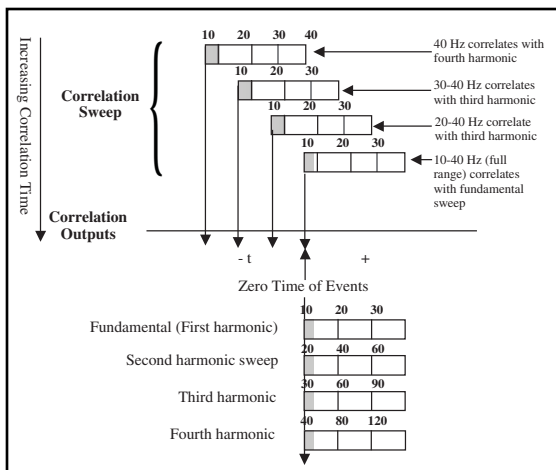 Increasing Correlation Time
Correlation
Sweep
10 20 30 40
10 20 30
10 20 30
10 20 30
40 Hz correlates with
fourth harmonic
30-40 Hz correlates
with third harmonic
20-40 Hz correlate
with third harmonic
10-40 Hz (full
range) correlates
with fundamental
sweep
Correlation
Outputs
- t +
Zero Time of Events
Fundamental (First harmonic)
10 20 30
Second harmonic sweep
20 40 60
Third harmonic
30 60 90
Fourth harmonic
40 80 120